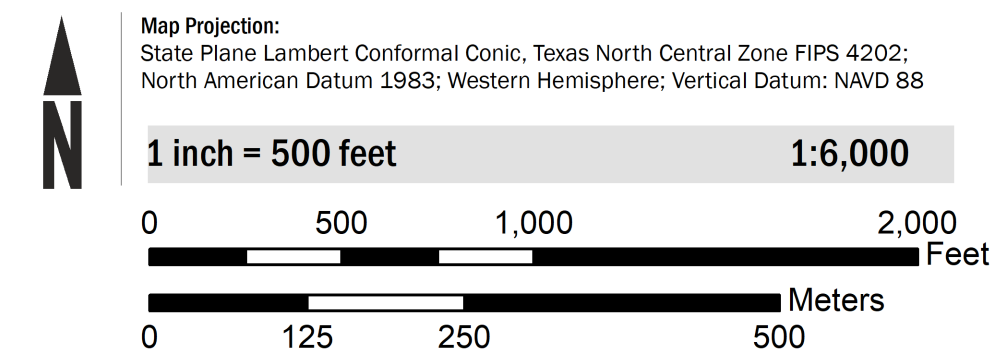 N
Map Projection:
State Plane Lambert Conformal Conic, Texas North Central Zone FIPS 4202;
North American Datum 1983; Western Hemisphere; Vertical Datum: NAVD 88
1 inch = 500 feet 1:6,000
0 500 1,000 2,000
Feet
Meters
0 125 250 500